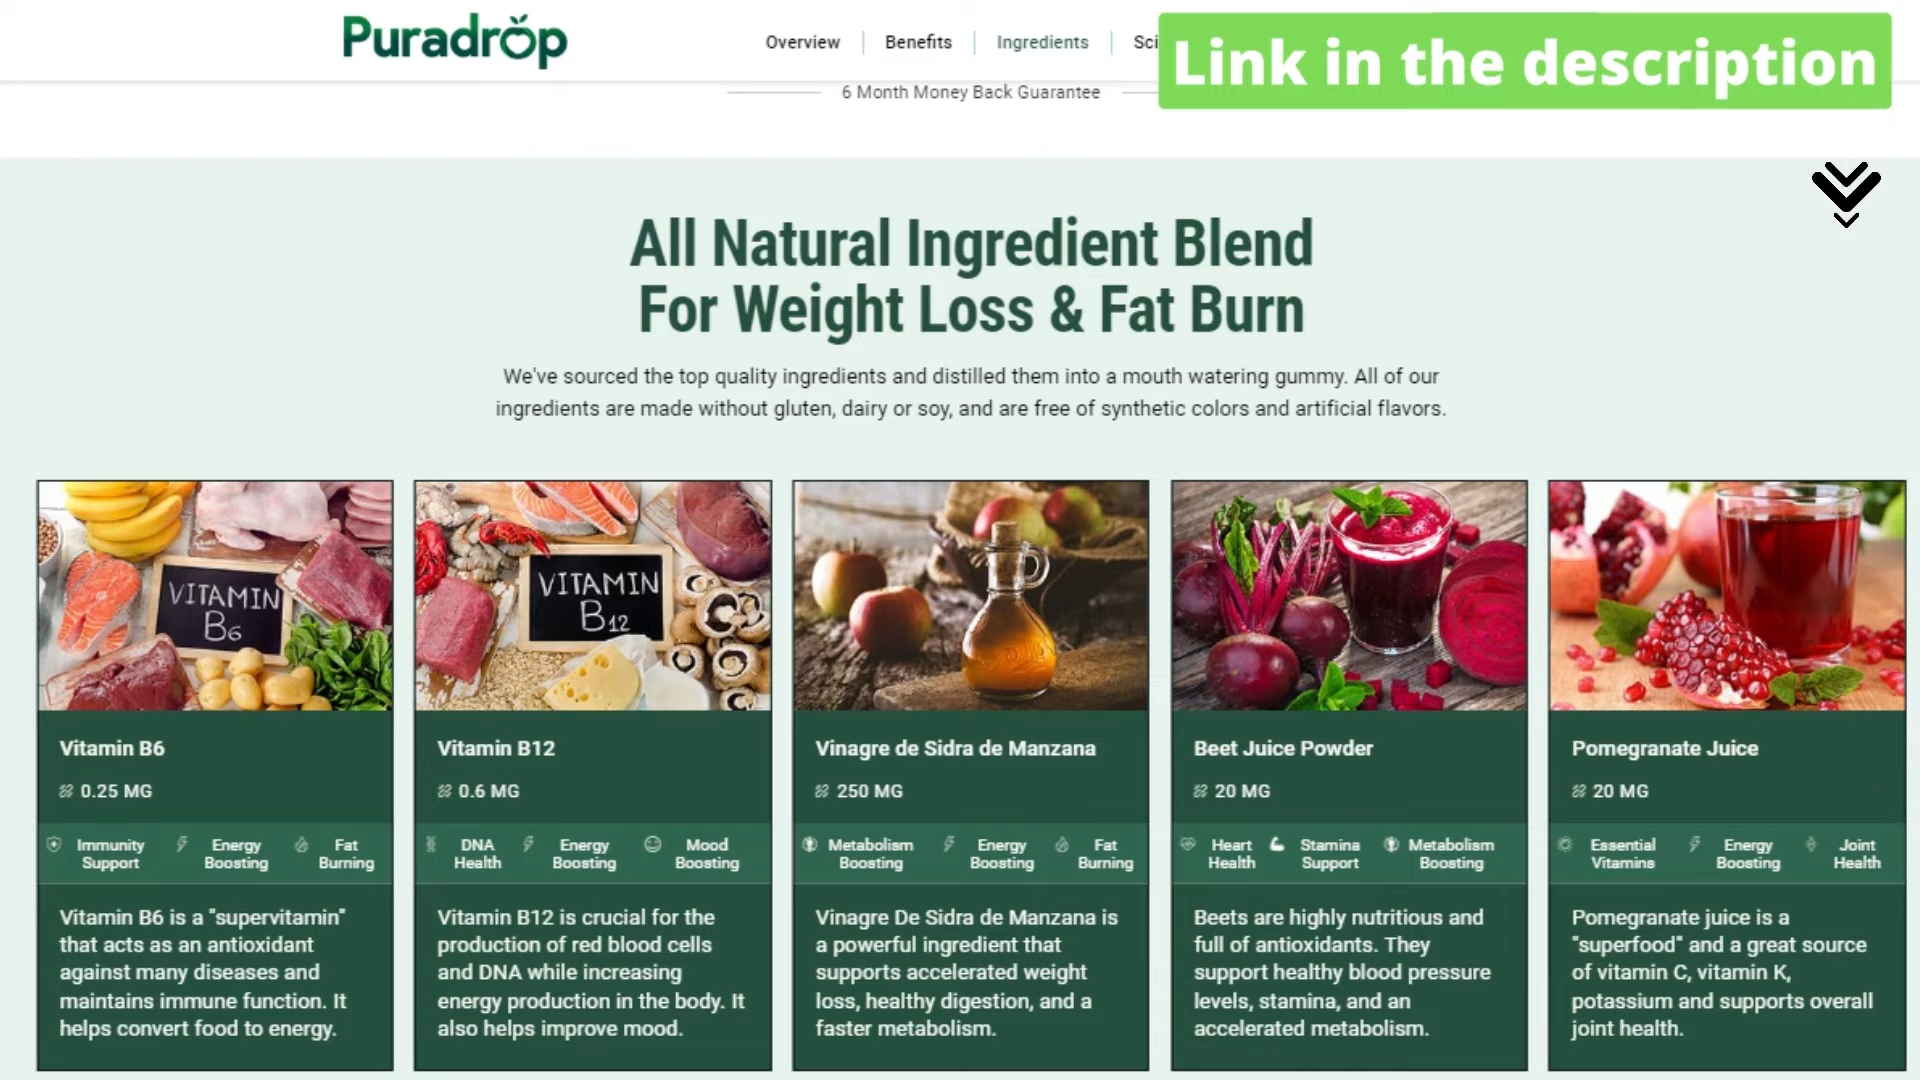 Puradrop
Overview
Benefits
Ingredients
Sci
Link in the description
6 Month Money Back Guarantee
All Natural Ingredient Blend
For Weight Loss & Fat Burn
We've sourced the top quality ingredients and distilled them into a mouth watering gummy. All of our
ingredients are made without gluten, dairy or soy, and are free of synthetic colors and artificial flavors.
VITAMIN
B6
Vitamin B6
0.25 MG
Immunity
Support
Energy
Boosting
Fat
Burning
Vitamin B6 is a "supervitamin"
that acts as an antioxidant
against many diseases and
maintains immune function. It
helps convert food to energy.
VITAMIN
B12
Vitamin B12
0.6 MG
DNA
Health
Energy
Boosting
Mood
Boosting
Vitamin B12 is crucial for the
production of red blood cells
and DNA while increasing
energy production in the body. It
also helps improve mood.
Vinagre de Sidra de Manzana
250 MG
Metabolism
Boosting
Energy
Boosting
Fat
Burning
Vinagre De Sidra de Manzana is
a powerful ingredient that
supports accelerated weight
loss, healthy digestion, and a
faster metabolism.
Beet Juice Powder
20 MG
Heart
Health
Stamina
Support
Metabolism
Boosting
Beets are highly nutritious and
full of antioxidants. They
support healthy blood pressure
levels, stamina, and an
accelerated metabolism.
Pomegranate Juice
20 MG
Essential
Vitamins
Energy
Boosting
Joint
Health
Pomegranate juice is a
"superfood" and a great source
of vitamin C, vitamin K,
potassium and supports overall
joint health.